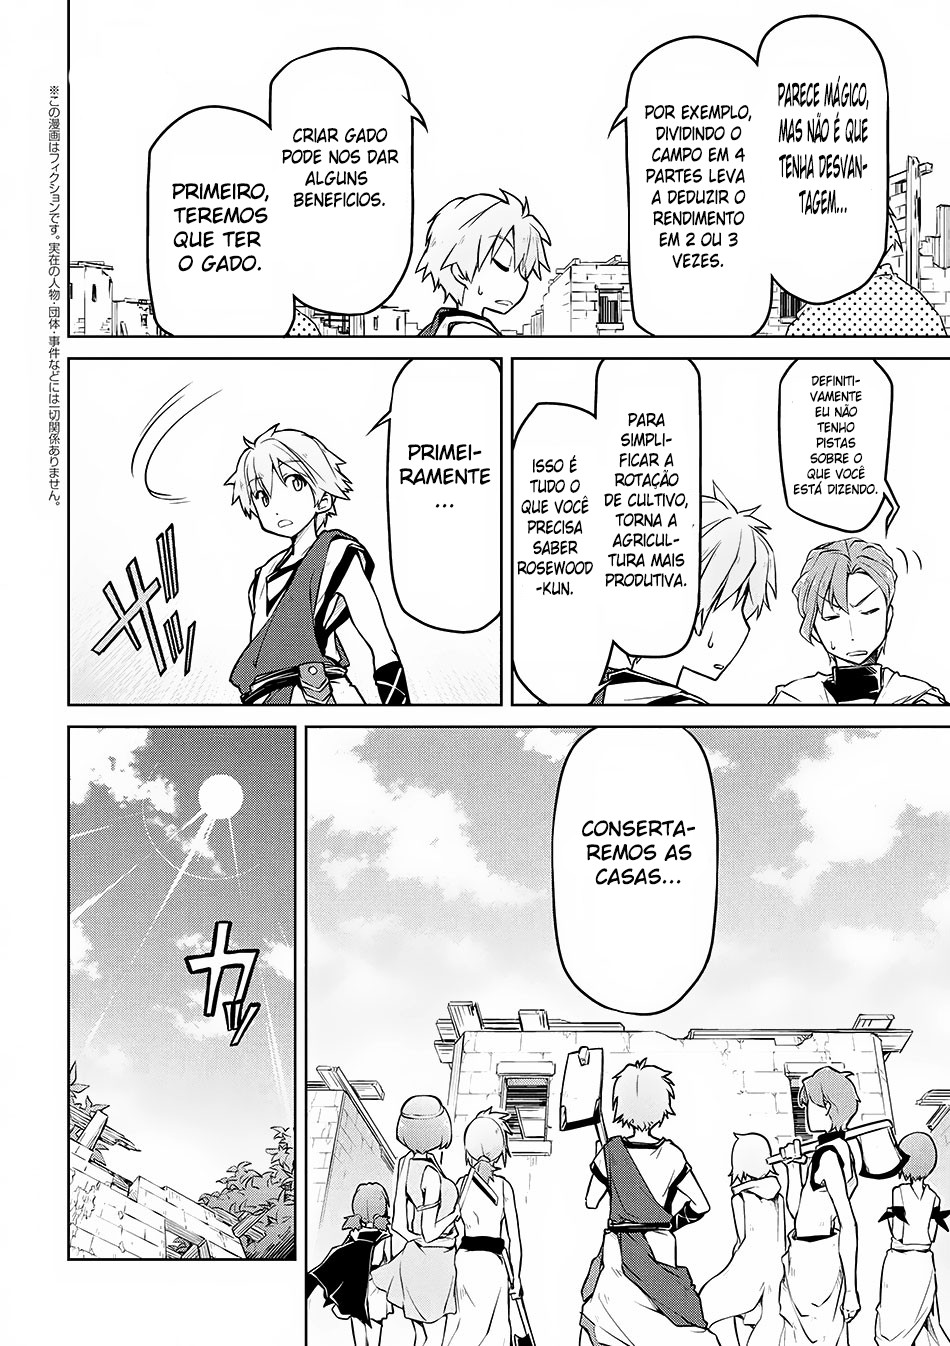 PARECE MÁGICO,
MAS NÃO É QUE
TENHA DESVAN-
TAGEM...
POR EXEMPLO,
DIVIDINDO O
CAMPO EM 4
PARTES LEVA
A DEDUZIR O
RENDIMENTO
EM 2 OU 3
VEZES.
CRIAR GADO
PODE NOS DAR
ALGUNS
BENEFICIOS.
PRIMEIRO,
TEREMOS
QUE TER
O GADO.
※この漫画はフィクションです。実在の人物・団体・事件などには一切関係ありません。
DEFINITI-
VAMENTE
EU NÃO
TENHO
PISTAS
SOBRE O
QUE VOCÊ
ESTÁ DIZENDO.
PARA
SIMPLI-
FICAR A
ROTAÇÃO
DE CULTIVO,
TORNA A
AGRICUL-
TURA MAIS
PRODUTIVA.
ISSO É
TUDO O
QUE VOCÊ
PRECISA
SABER
ROSEWOOD
-KUN.
PRIMEI-
RAMENTE
...
ザッ
CONSERTA-
REMOS AS
CASAS...
カッ